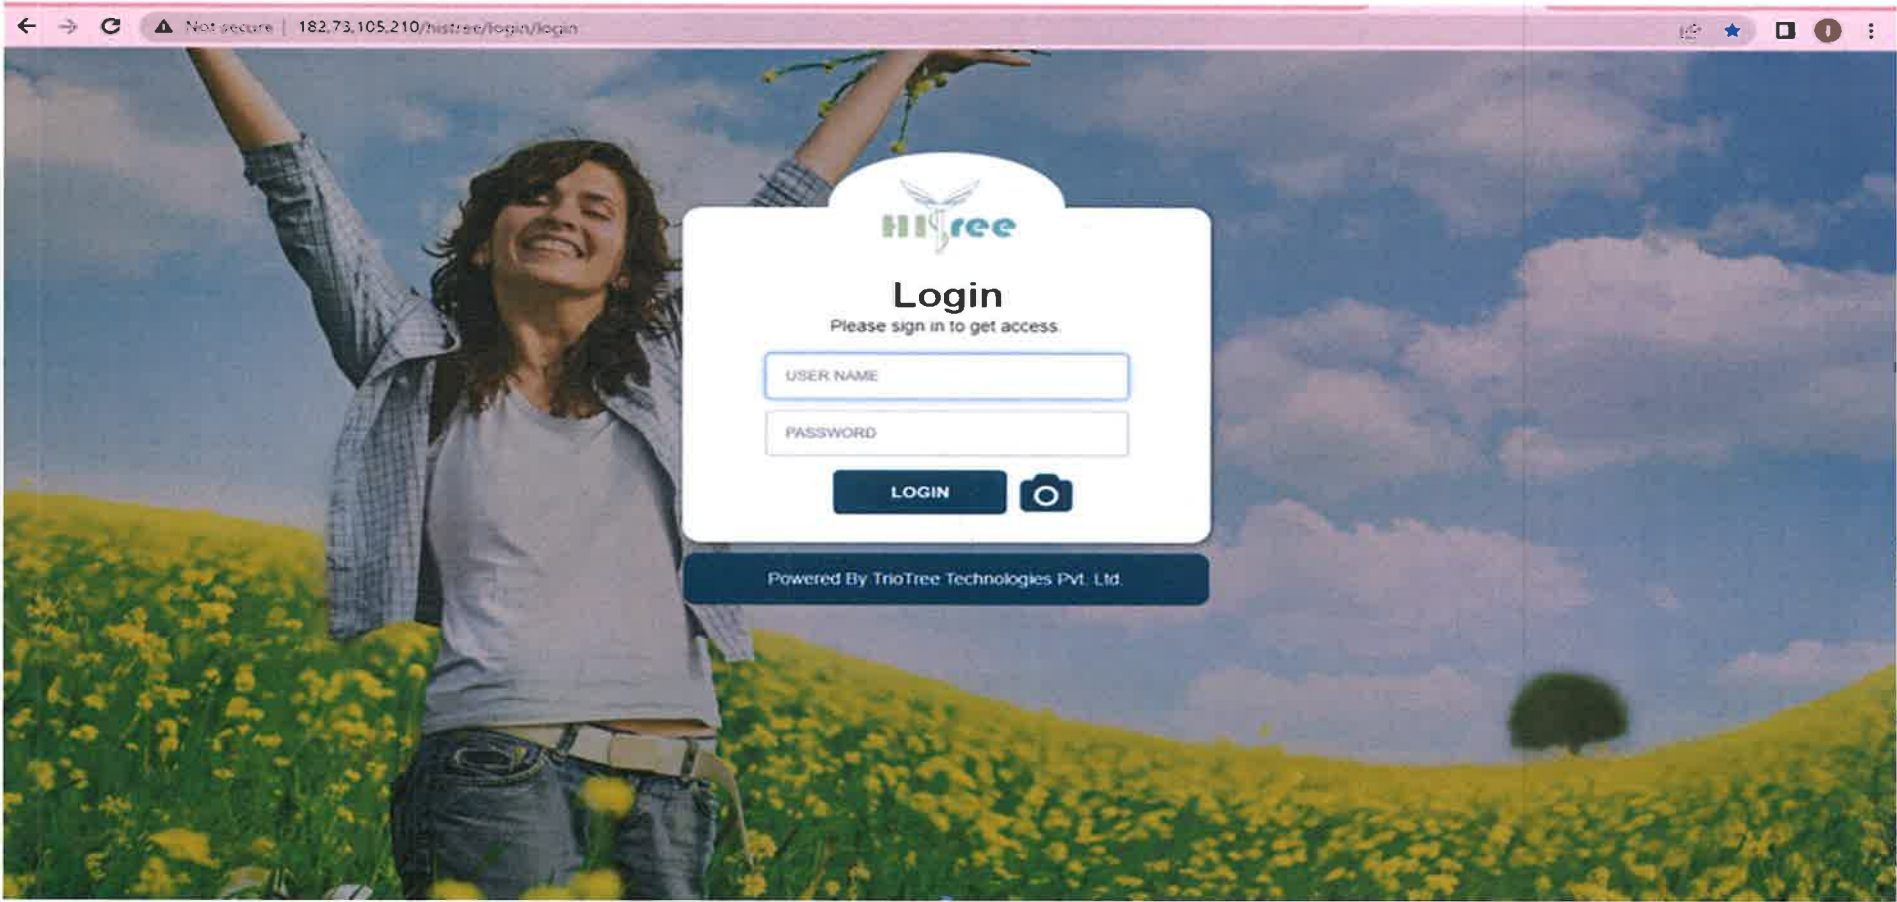 Not secure | 182.73.105.210/histree/login/login
HISTree
Login
Please sign in to get access.
USER NAME
PASSWORD
LOGIN
Powered By TrioTree Technologies Pvt. Ltd.